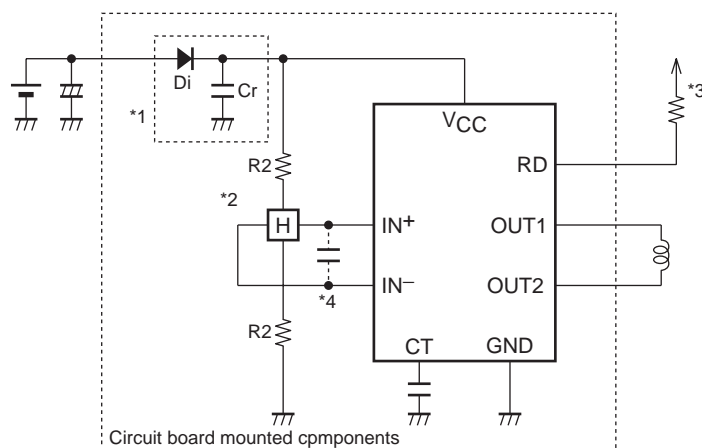 Di
Cr
*1
VCC
*3
R2
RD
*2
H
IN+
OUT1
IN−
OUT2
*4
R2
CT
GND
Circuit board mounted cpmponents